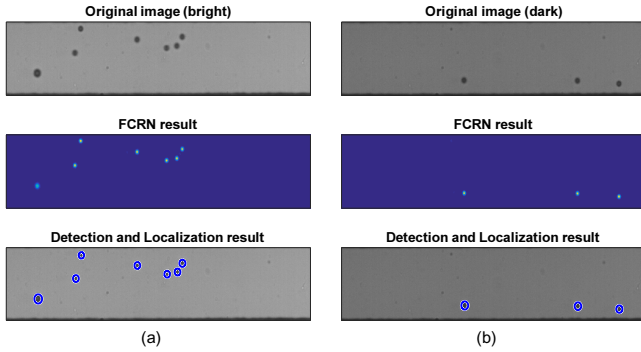 Original image (bright)
FCRN result
Detection and Localization result
(a)
Original image (dark)
FCRN result
Detection and Localization result
(b)